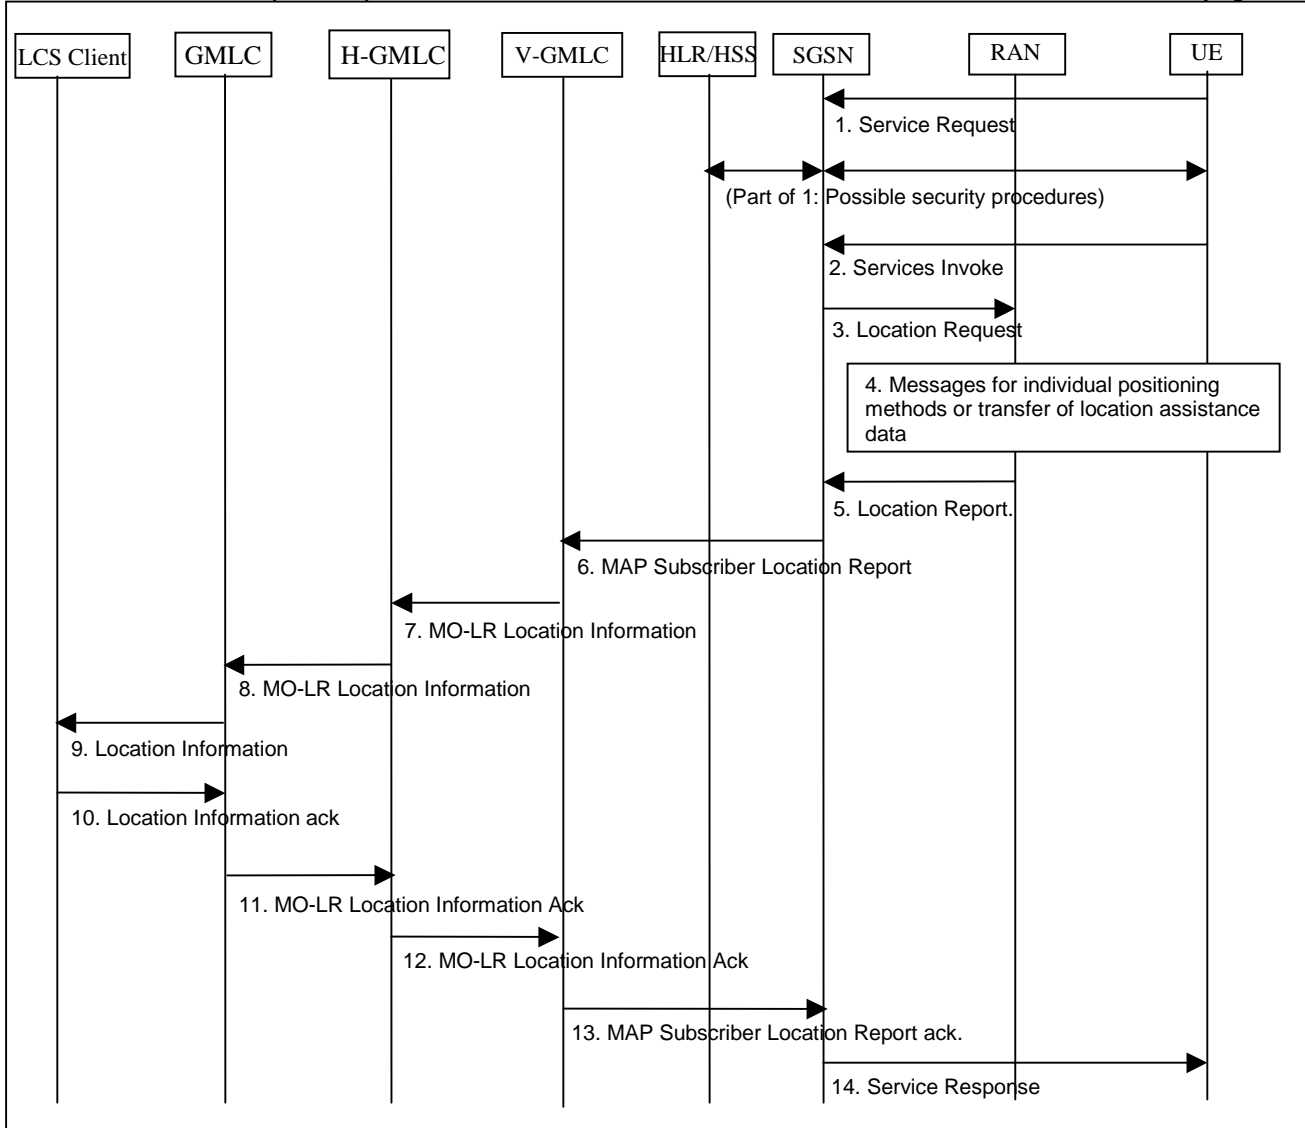 LCS Client
GMLC
H-GMLC
V-GMLC
HLR/HSS
SGSN
RAN
UE
1. Service Request
(Part of 1: Possible security procedures)
2. Services Invoke
3. Location Request
4. Messages for individual positioning
methods or transfer of location assistance
data
5. Location Report.
6. MAP Subscriber Location Report
7. MO-LR Location Information
8. MO-LR Location Information
9. Location Information
10. Location Information ack
11. MO-LR Location Information Ack
12. MO-LR Location Information Ack
13. MAP Subscriber Location Report ack.
14. Service Response